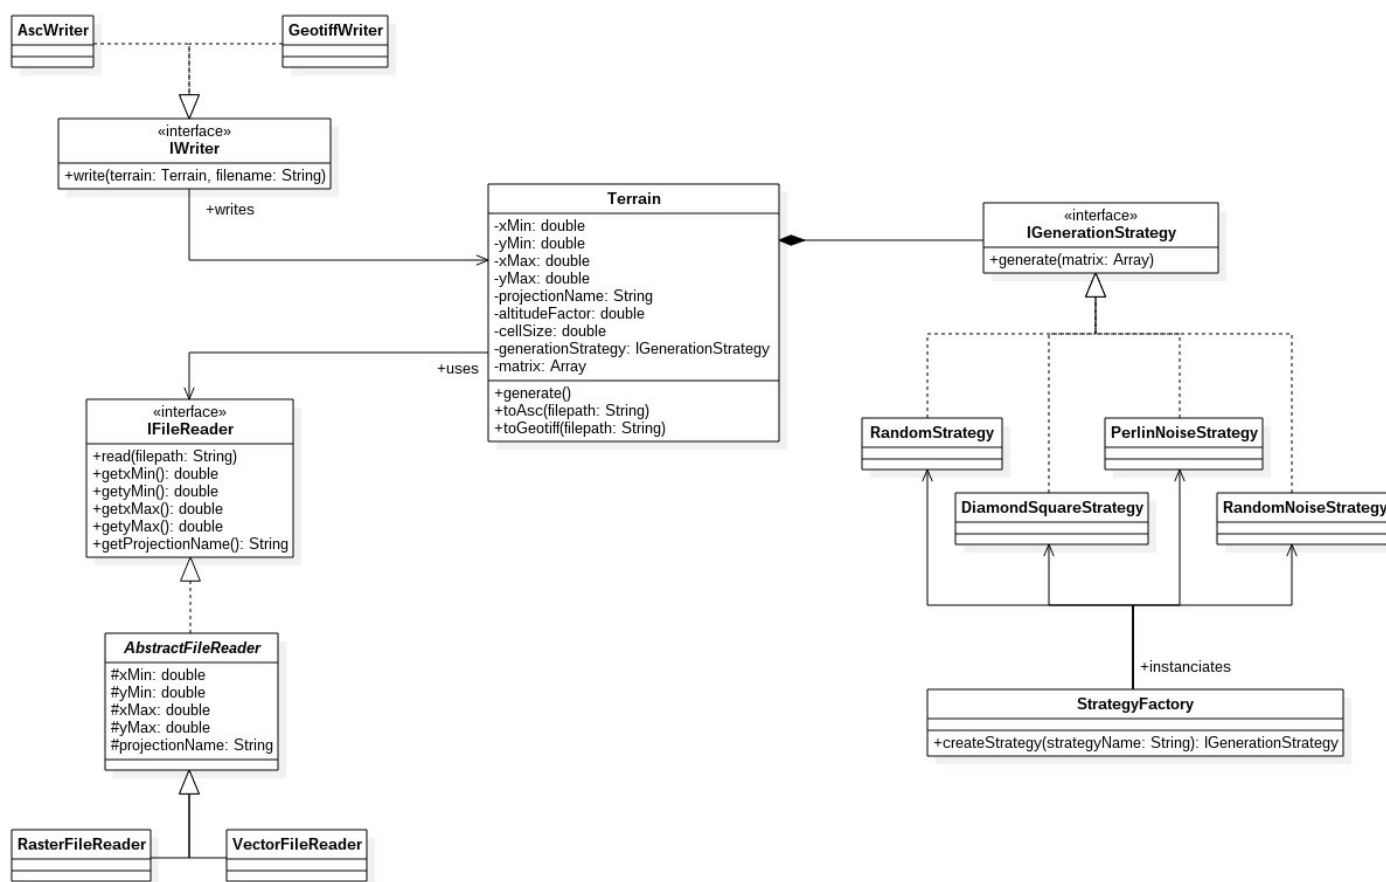 AscWriter
GeotiffWriter
«interface»
IWriter
+write(terrain: Terrain, filename: String)
+writes
Terrain
-xMin: double
-yMin: double
-xMax: double
-yMax: double
-projectionName: String
-altitudeFactor: double
-cellSize: double
-generationStrategy: IGenerationStrategy
-matrix: Array
+generate()
+toAsc(filepath: String)
+toGeotiff(filepath: String)
«interface»
IGenerationStrategy
+generate(matrix: Array)
+uses
«interface»
IFileReader
+read(filepath: String)
+getxMin(): double
+getyMin(): double
+getxMax(): double
+getyMax(): double
+getProjectionName(): String
RandomStrategy
PerlinNoiseStrategy
DiamondSquareStrategy
RandomNoiseStrategy
AbstractFileReader
#xMin: double
#yMin: double
#xMax: double
#yMax: double
#projectionName: String
+instanciates
StrategyFactory
+createStrategy(strategyName: String): IGenerationStrategy
RasterFileReader
VectorFileReader